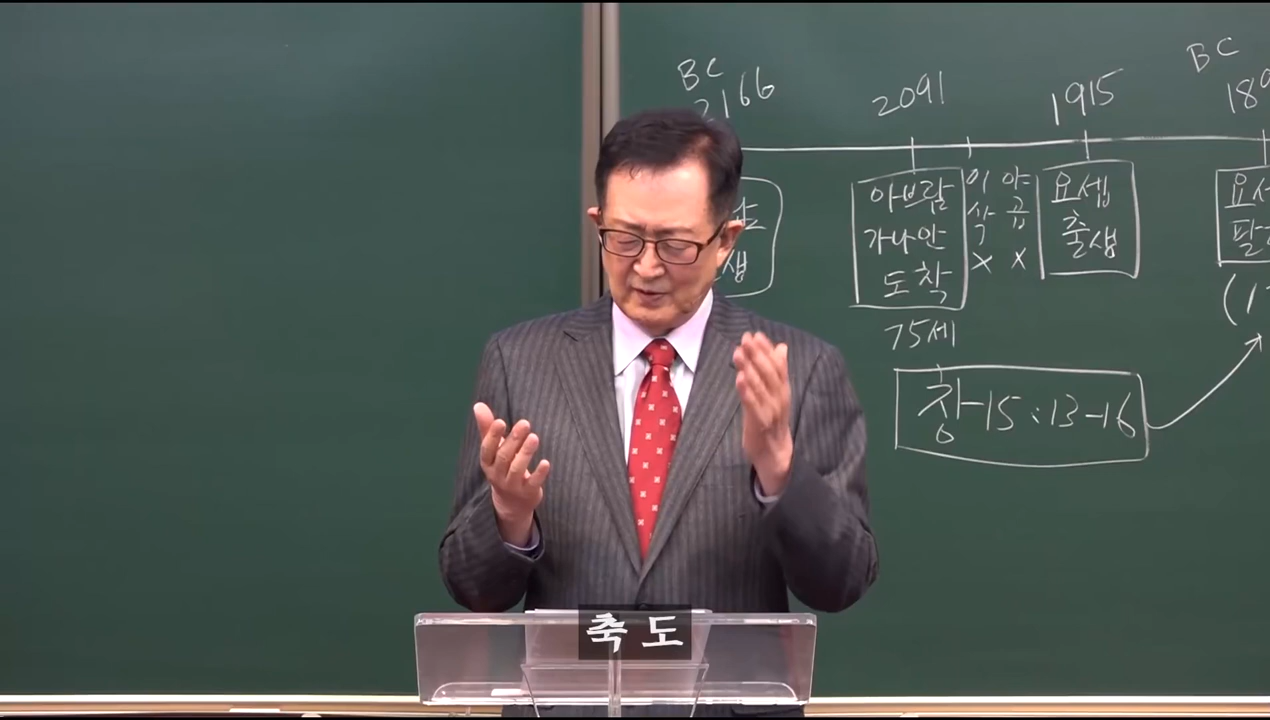 BC
2166
2091
1915
BC
아브람
가나안
도착
이삭
X
야곱
X
요셉
출생
75세
창-15:13-16
축도